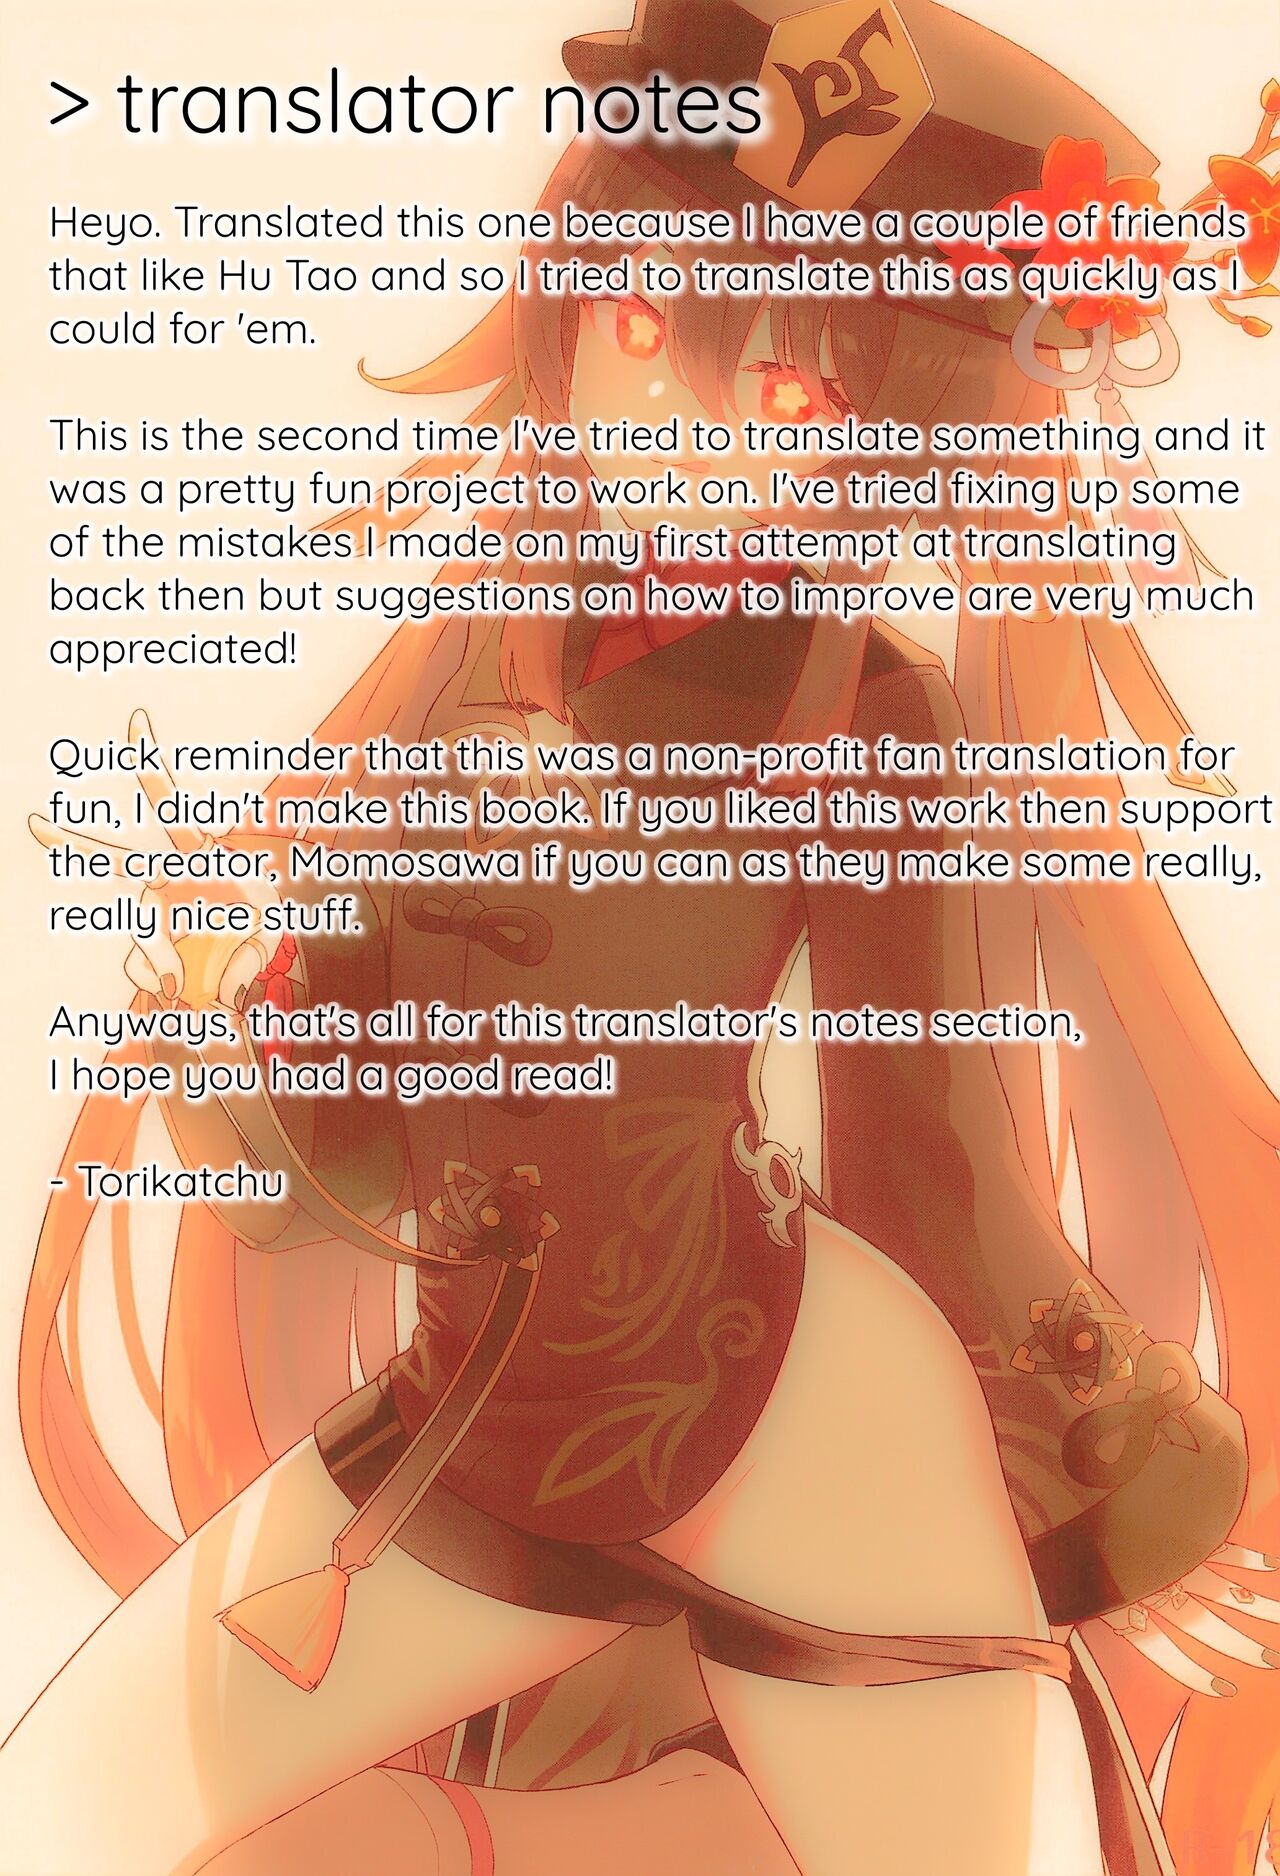 > translator notes
Heyo. Translated this one because I have a couple of friends
that like Hu Tao and so I tried to translate this as quickly as I
could for 'em.
This is the second time I've tried to translate something and it
was a pretty fun project to work on. I've tried fixing up some
of the mistakes I made on my first attempt at translating
back then but suggestions on how to improve are very much
appreciated!
Quick reminder that this was a non-profit fan translation for
fun, I didn't make this book. If you liked this work then support
the creator, Momosawa if you can as they make some really,
really nice stuff.
Anyways, that's all for this translator's notes section,
I hope you had a good read!
- Torikatchu
R-18